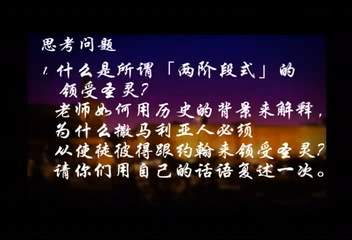 思考问题
1. 什么是所谓「两阶段式」的
领受圣灵?
老师如何用历史的背景来解释,
为什么撒马利亚人必须
从使徒彼得跟约翰来领受圣灵?
请你们用自己的话语复述一次。